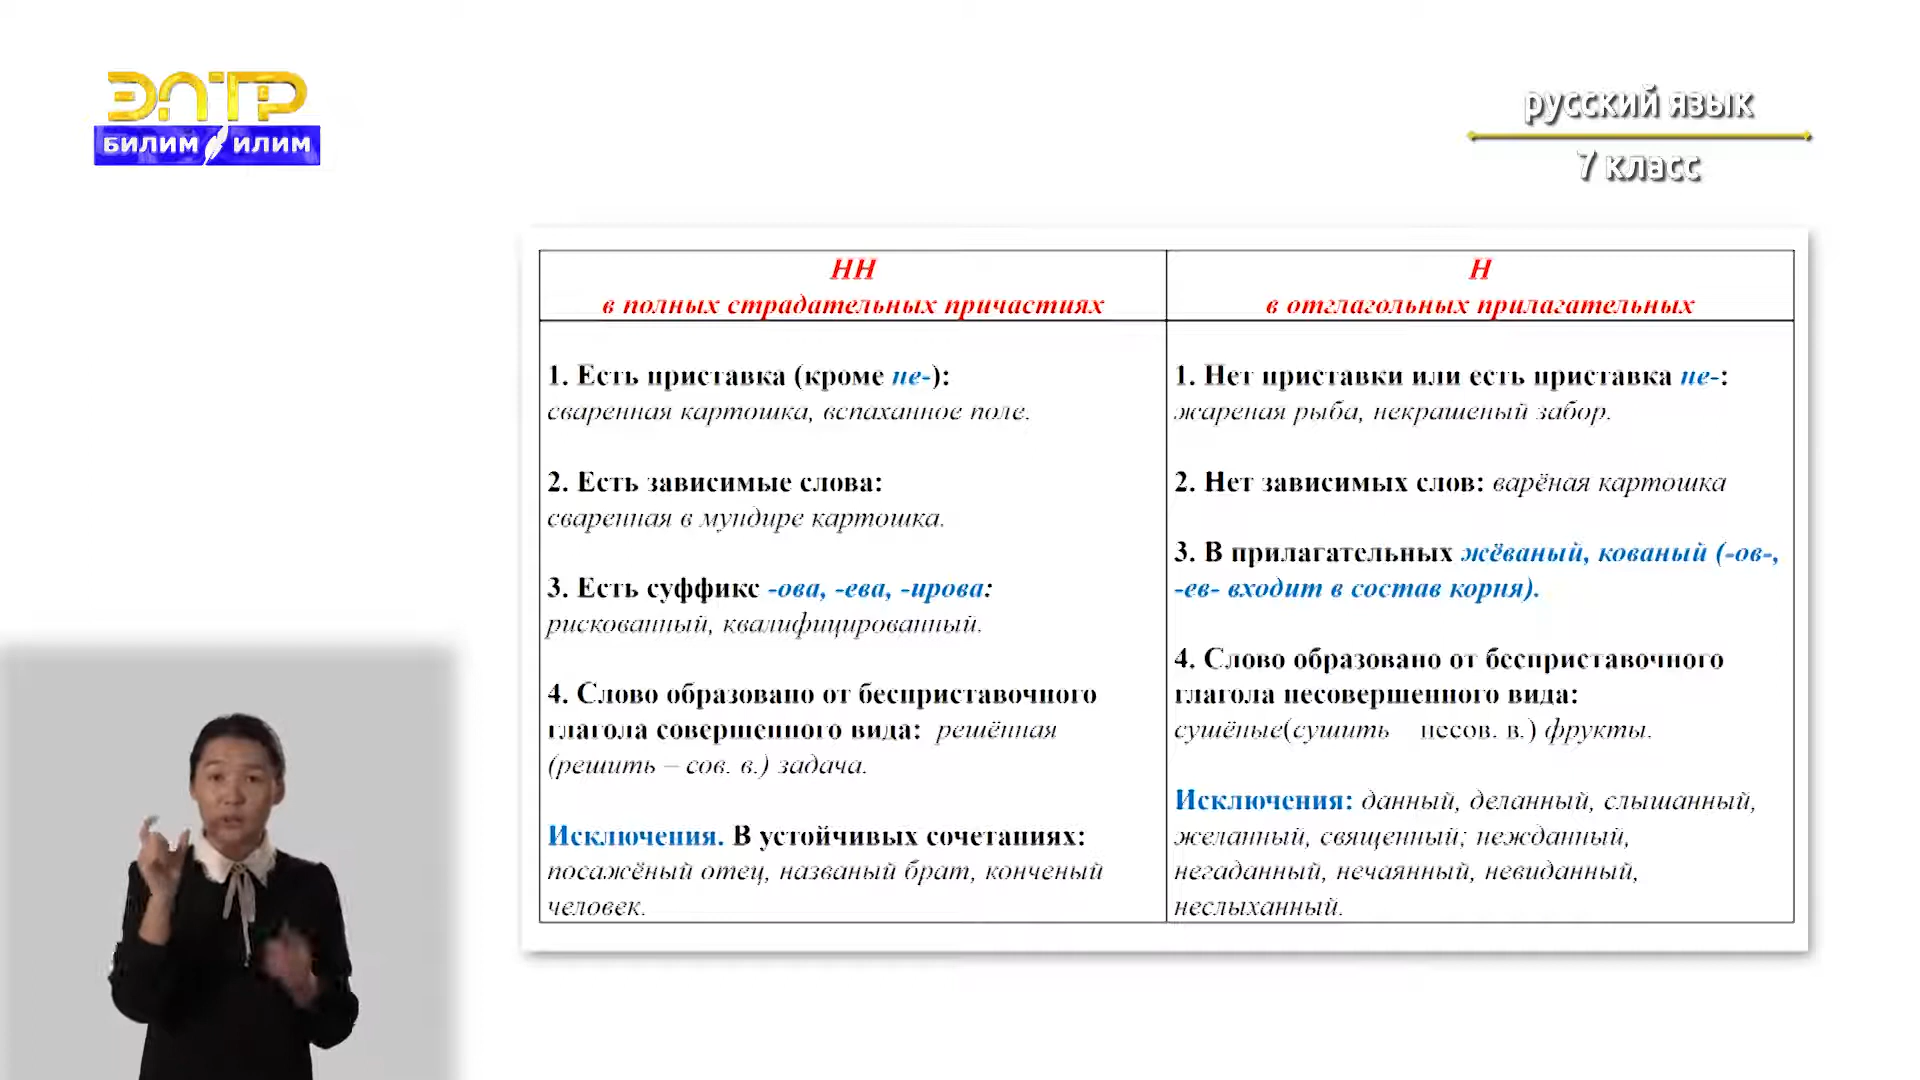 ЭЛТР
БИЛИМ ИЛИМ
русский язык
7 класс
НН
в полных страдательных причастиях
1. Есть приставка (кроме не-):
сваренная картошка, вспаханное поле.
2. Есть зависимые слова:
сваренная в мундире картошка.
3. Есть суффикс -ова, -ева, -ирова:
рискованный, квалифицированный.
4. Слово образовано от бесприставочного
глагола совершенного вида: решённая
(решить – сов. в.) задача.
Исключения. В устойчивых сочетаниях:
посажёный отец, названый брат, конченый
человек.
Н
в отглагольных прилагательных
1. Нет приставки или есть приставка не-:
жареная рыба, некрашеный забор.
2. Нет зависимых слов: варёная картошка
3. В прилагательных жёваный, кованый (-ов-,
-ев- входит в состав корня).
4. Слово образовано от бесприставочного
глагола несовершенного вида:
сушёные(сушить несов. в.) фрукты.
Исключения: данный, деланный, слышанный,
желанный, священный; нежданный,
негаданный, нечаянный, невиданный,
неслыханный.